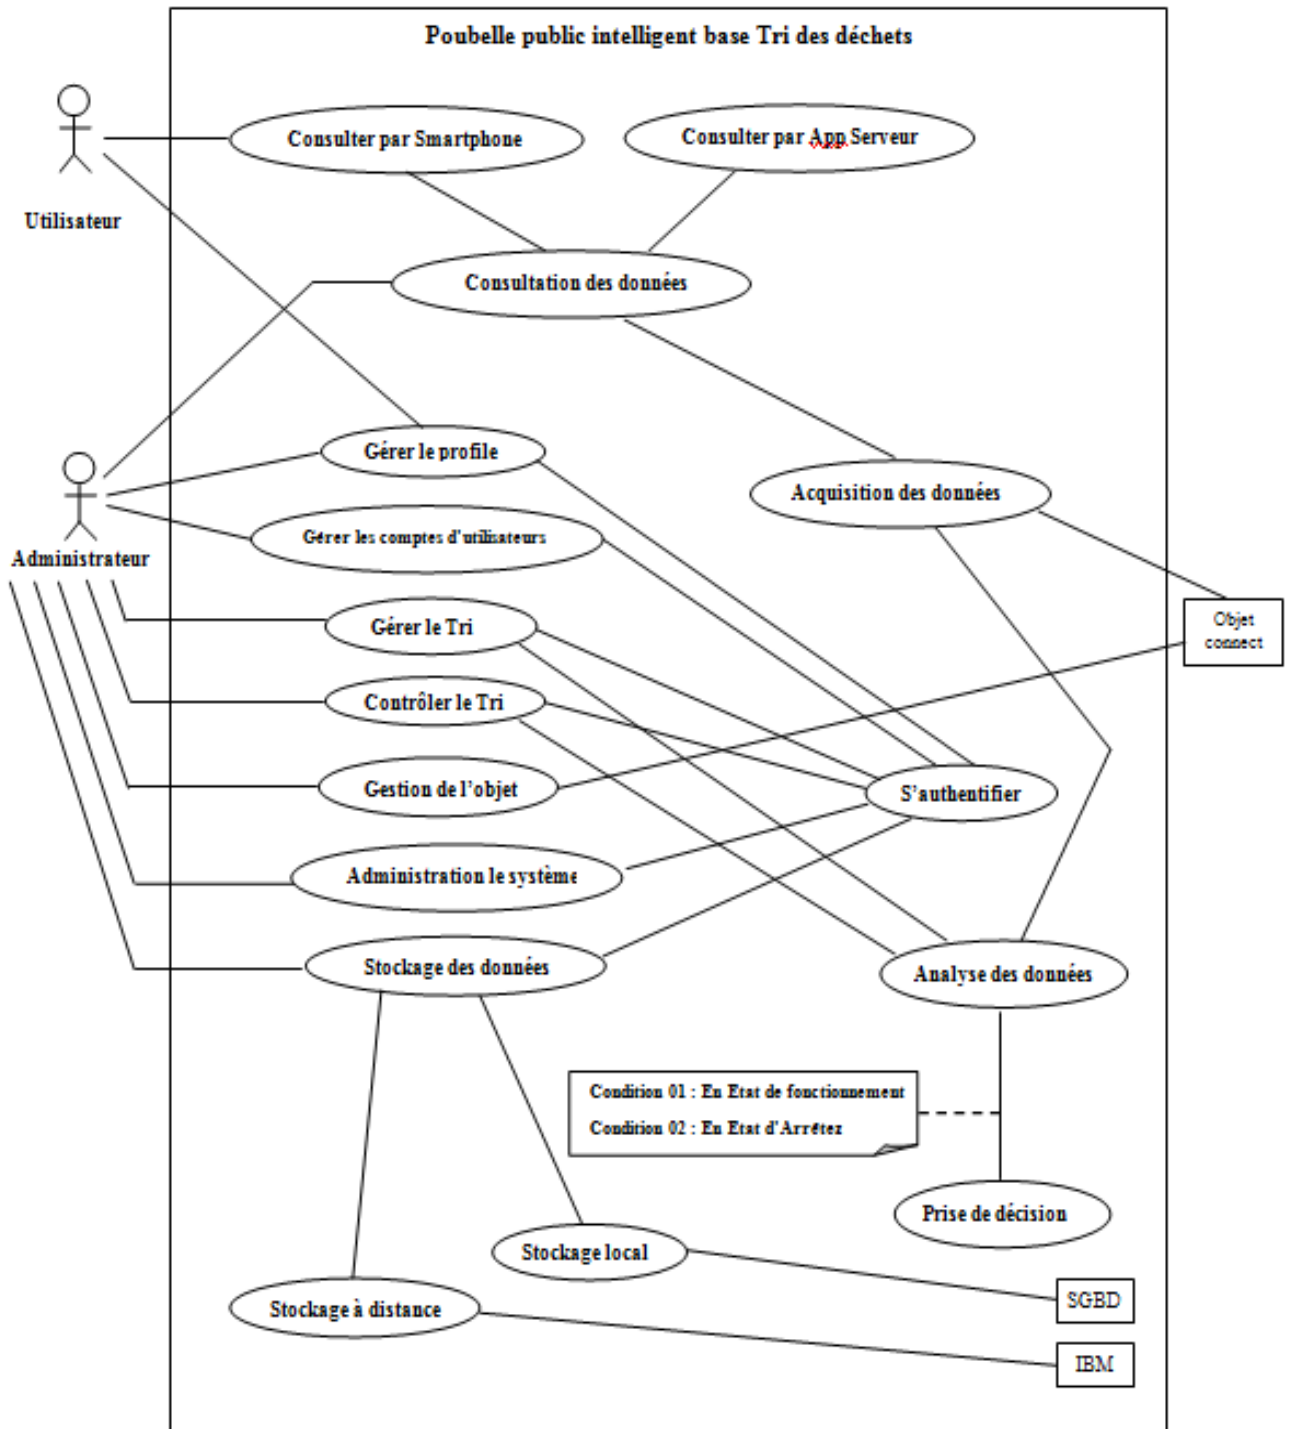 Poubelle public intelligent base Tri des déchets
Consulter par Smartphone
Consulter par App Serveur
Utilisateur
Consultation des données
Gérer le profile
Acquisition des données
Gérer les comptes d'utilisateurs
Administrateur
Objet
connect
Gérer le Tri
Contrôler le Tri
Gestion de l'objet
S'authentifier
Administration le système
Stockage des données
Analyse des données
Condition 01 : En Etat de fonctionnement
Condition 02 : En Etat d'Arrêtez
Prise de décision
Stockage local
SGBD
Stockage à distance
IBM